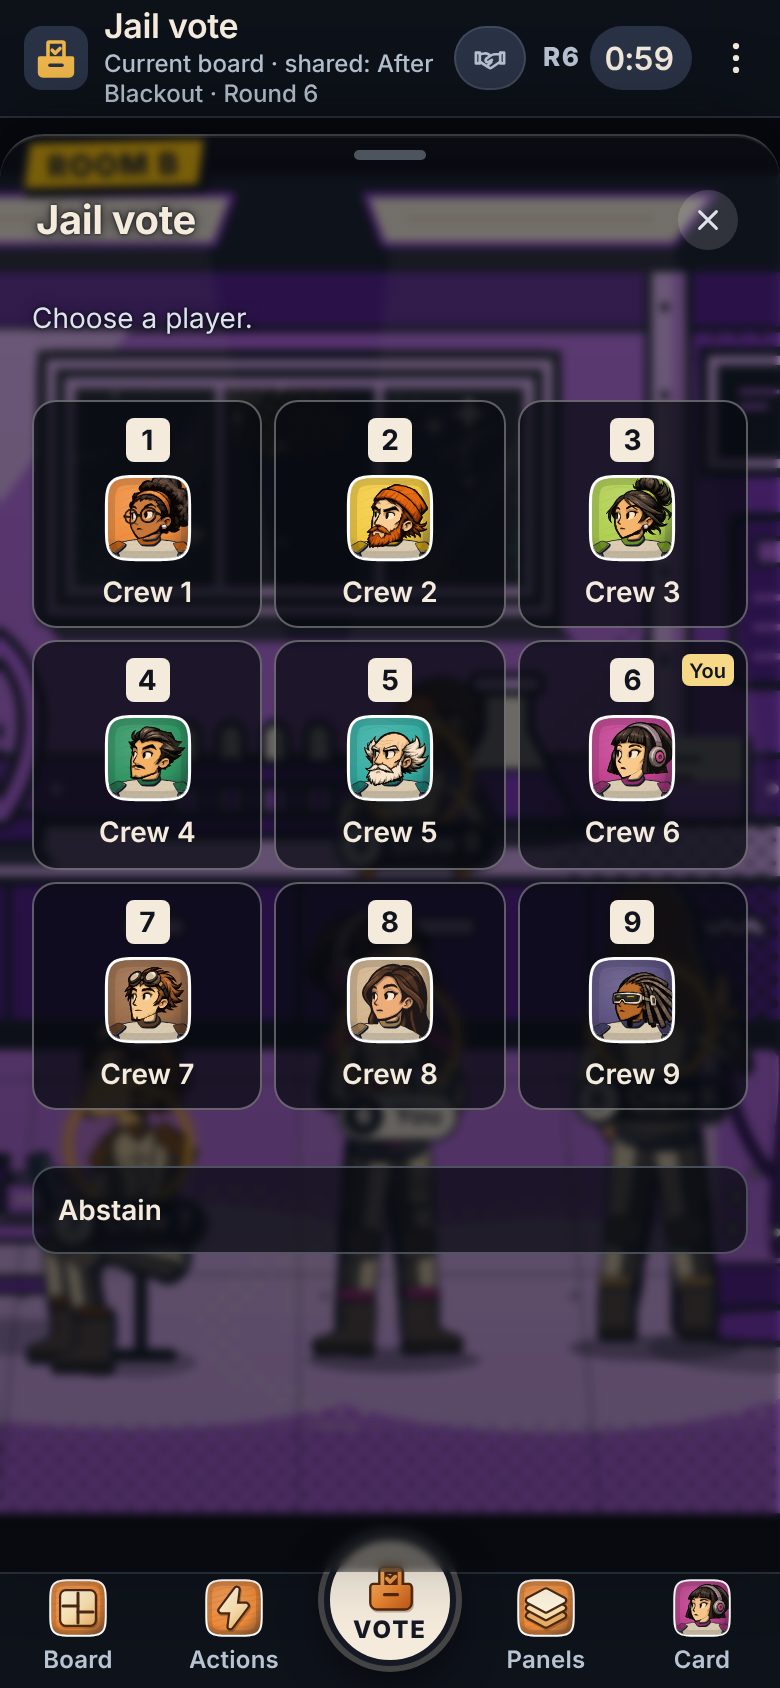 Jail vote
Current board · shared: After
Blackout · Round 6
R6
0:59
ROOM B
Jail vote
Choose a player.
1
2
3
Crew 1
Crew 2
Crew 3
4
5
6
You
Crew 4
Crew 5
Crew 6
7
8
9
Crew 7
Crew 8
Crew 9
Abstain
VOTE
Board
Actions
Panels
Card